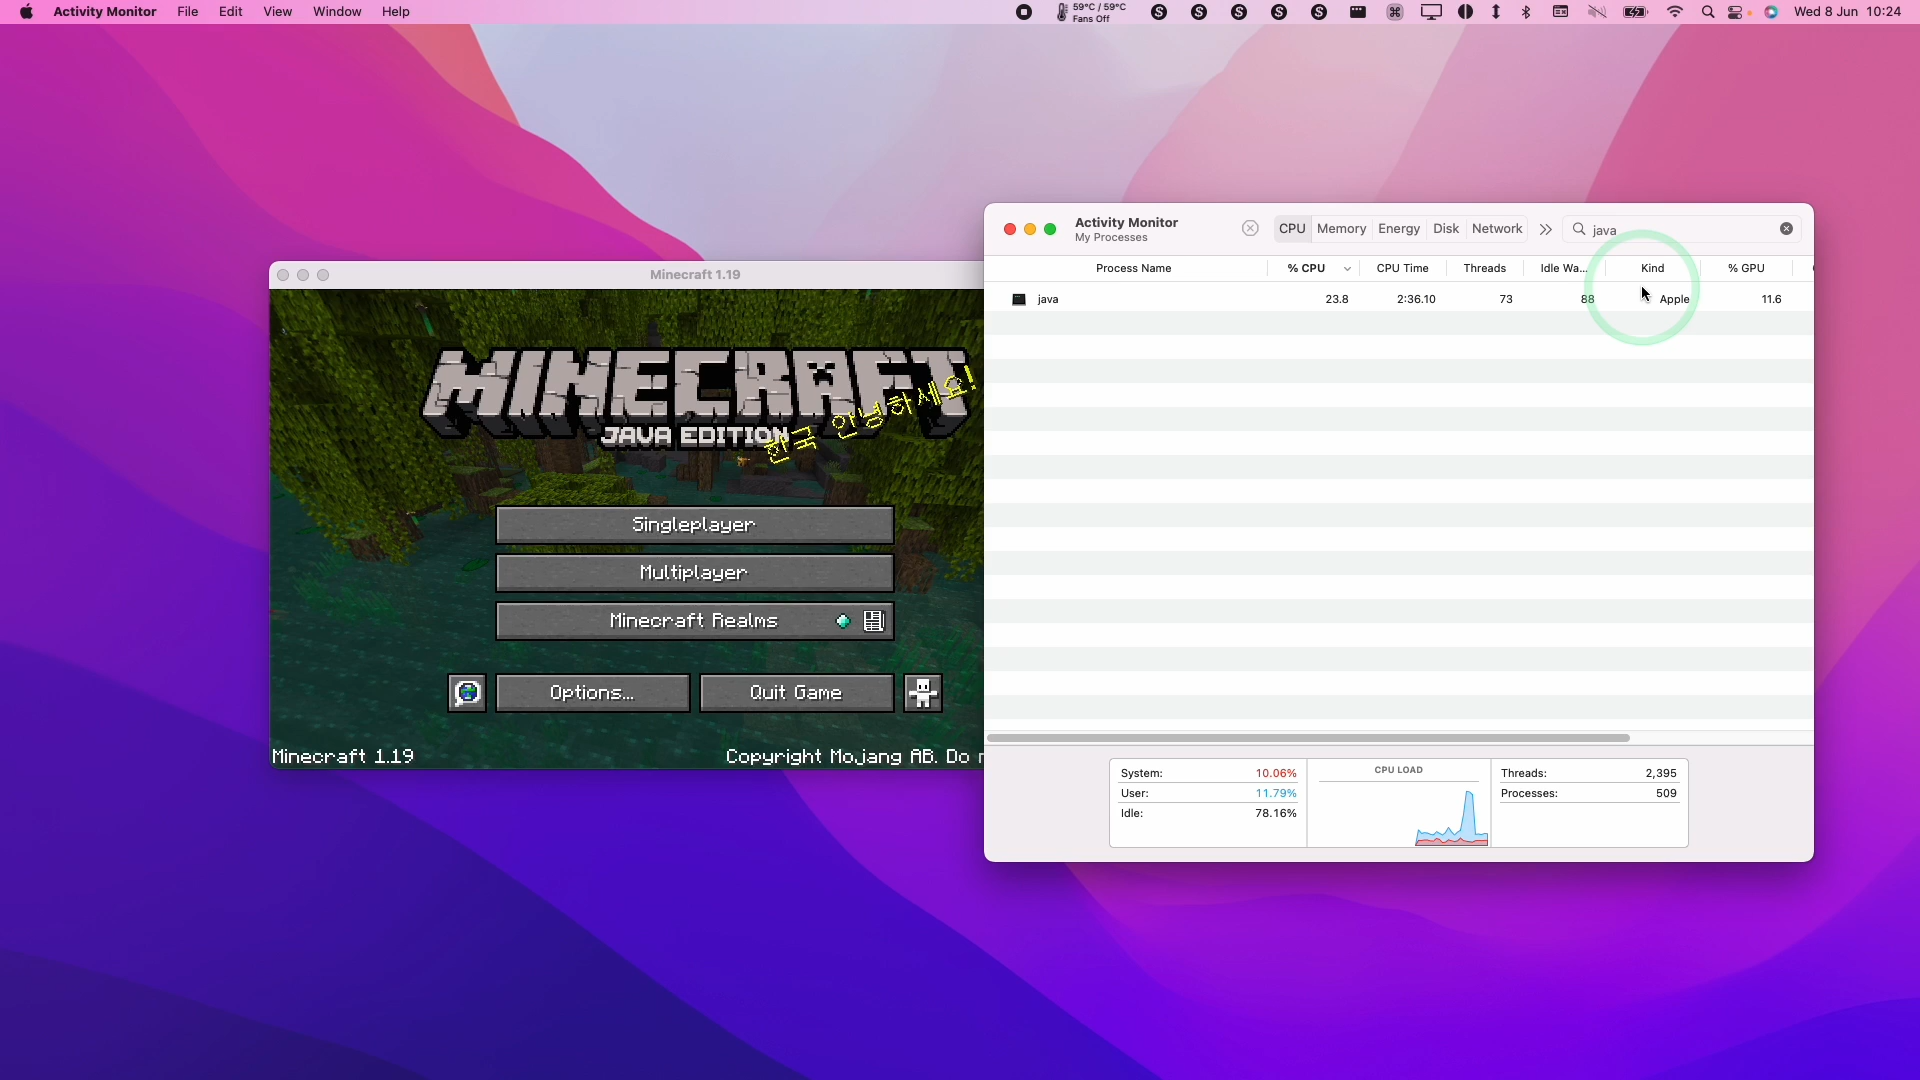 Activity Monitor File Edit View Window Help
59°C / 59°C
Fans Off
Wed 8 Jun 10:24
Minecraft 1.19
MINECRAFT
JAVA EDITION
한국 안녕하세요!
Singleplayer
Multiplayer
Minecraft Realms
Options... Quit Game
Minecraft 1.19 Copyright Mojang AB. Do
Activity Monitor
My Processes
CPU Memory Energy Disk Network java
Process Name % CPU CPU Time Threads Idle Wa... Kind % GPU
java 23.8 2:36.10 73 88 Apple 11.6
System: 10.06%
User: 11.79%
Idle: 78.16%
CPU LOAD
Threads: 2,395
Processes: 509